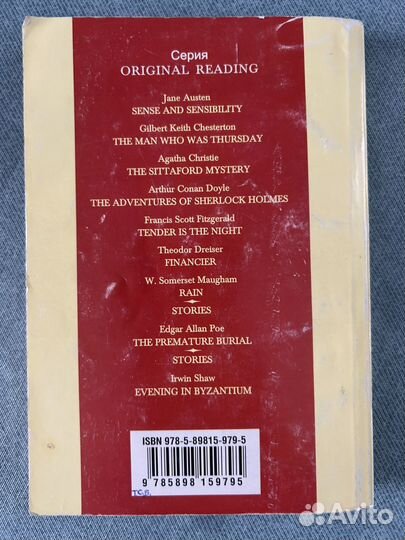 Серия
ORIGINAL READING
Jane Austen
SENSE AND SENSIBILITY
Gilbert Keith Chesterton
THE MAN WHO WAS THURSDAY
Agatha Christie
THE SITTAFORD MYSTERY
Arthur Conan Doyle
THE ADVENTURES OF SHERLOCK HOLMES
Francis Scott Fitzgerald
TENDER IS THE NIGHT
Theodor Dreiser
FINANCIER
W. Somerset Maugham
RAIN
STORIES
Edgar Allan Poe
THE PREMATURE BURIAL
STORIES
Irwin Shaw
EVENING IN BYZANTIUM
ISBN 978-5-89815-979-5
9 785898 159795
Avito